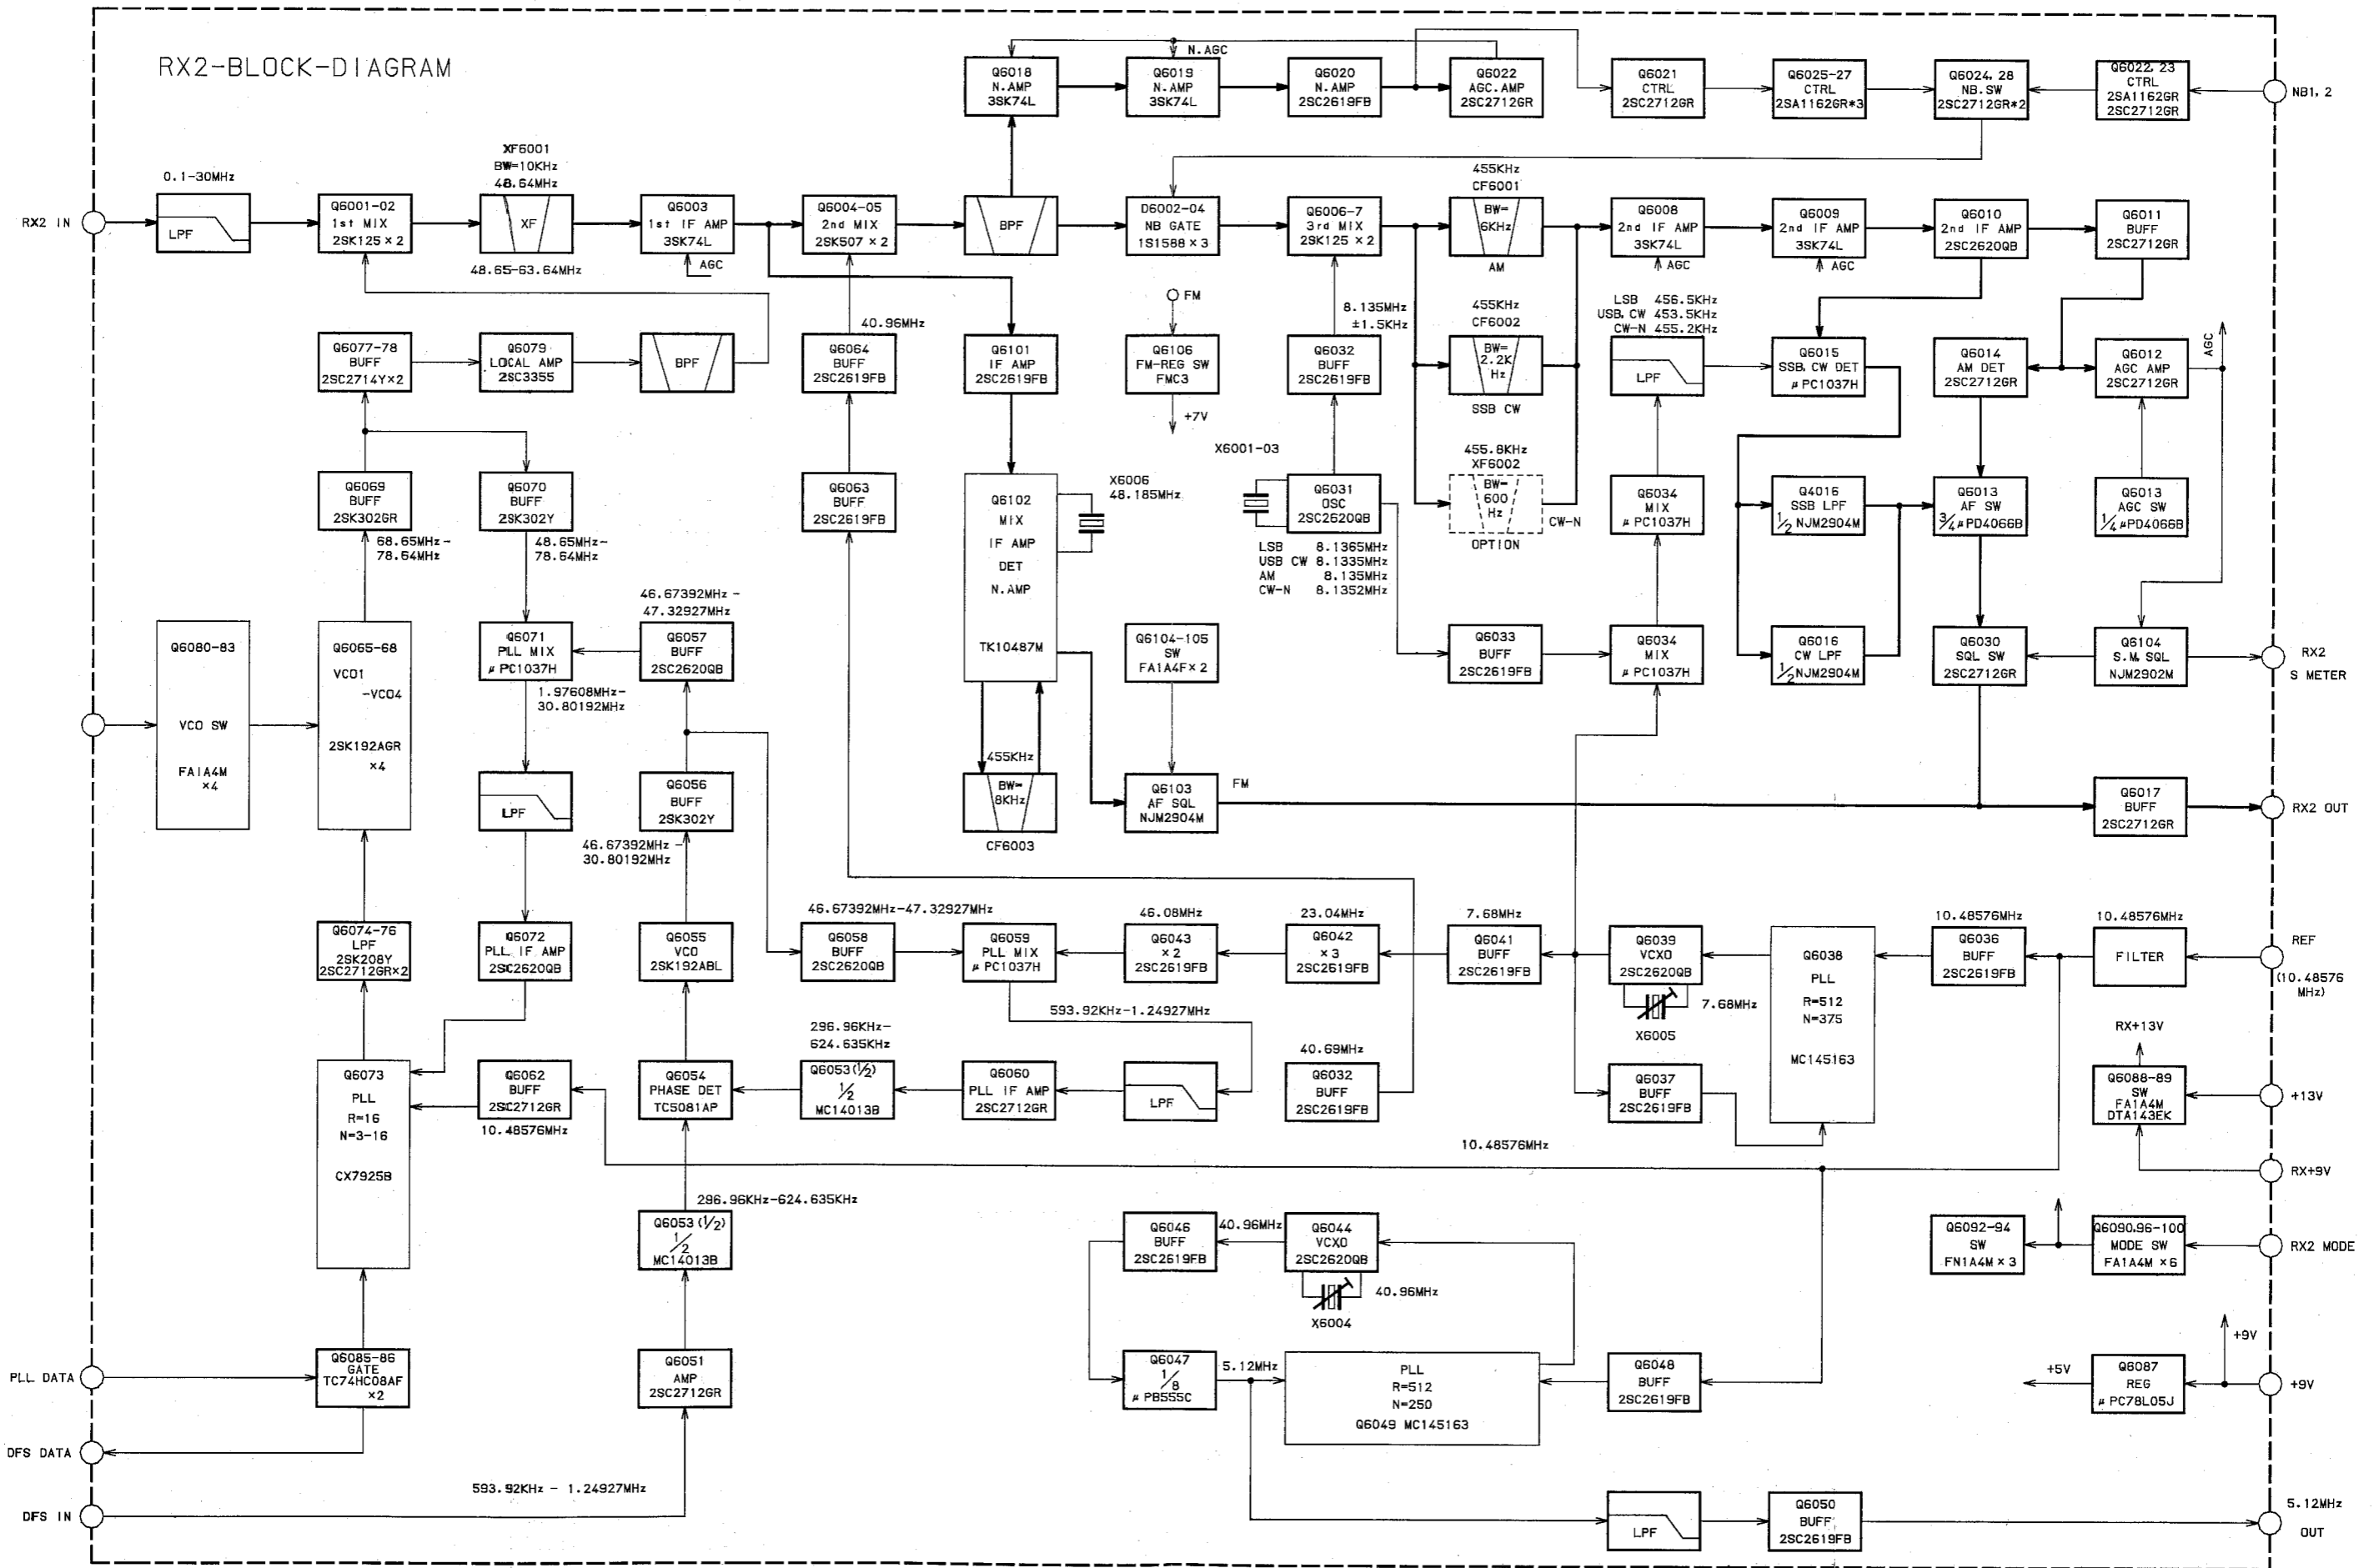 RX2-BLOCK-DIAGRAM
N.AGC
Q6018
N.AMP
3SK74L
Q6019
N.AMP
3SK74L
Q6020
N.AMP
2SC2619FB
Q6022
AGC.AMP
2SC2712GR
Q6021
CTRL
2SC2712GR
Q6025-27
CTRL
2SA1162GR*3
Q6024,28
NB.SW
2SC2712GR*2
Q6022,23
CTRL
2SA1162GR
2SC2712GR
NB1,2
RX2 IN
0.1-30MHz
LPF
Q6001-02
1st MIX
2SK125×2
XF6001
BW=10KHz
48.64MHz
XF
48.65-63.64MHz
Q6003
1st IF AMP
3SK74L
AGC
Q6004-05
2nd MIX
2SK507×2
BPF
D6002-04
NB GATE
1S1588×3
Q6006-7
3rd MIX
2SK125×2
455KHz
CF6001
BW=
6KHz
AM
Q6008
2nd IF AMP
3SK74L
AGC
Q6009
2nd IF AMP
3SK74L
AGC
Q6010
2nd IF AMP
2SC2620QB
Q6011
BUFF
2SC2712GR
Q6077-78
BUFF
2SC2714Y×2
Q6079
LOCAL AMP
2SC3355
BPF
40.96MHz
Q6064
BUFF
2SC2619FB
Q6101
IF AMP
2SC2619FB
FM
Q6106
FM-REG SW
FMC3
+7V
8.135MHz
±1.5KHz
Q6032
BUFF
2SC2619FB
455KHz
CF6002
BW=
2.2K
Hz
SSB CW
LSB 456.5KHz
USB,CW 453.5KHz
CW-N 455.2KHz
LPF
Q6015
SSB,CW DET
μPC1037H
Q6014
AM DET
2SC2712GR
Q6012
AGC AMP
2SC2712GR
AGC
Q6069
BUFF
2SK302GR
Q6070
BUFF
2SK302Y
68.65MHz-
78.64MHz
48.65MHz-
78.64MHz
Q6063
BUFF
2SC2619FB
Q6102
MIX
IF AMP
DET
N.AMP
TK10487M
X6006
48.185MHz
X6001-03
Q6031
OSC
2SC2620QB
LSB 8.1365MHz
USB CW 8.1335MHz
AM 8.135MHz
CW-N 8.1352MHz
455.8KHz
XF6002
BW=
600
Hz
CW-N
OPTION
Q6034
MIX
μPC1037H
Q4016
SSB LPF
1/2 NJM2904M
Q6013
AF SW
3/4 μPD4066B
Q6013
AGC SW
1/4 μPD4066B
Q6080-83
VCO SW
FA1A4M
×4
Q6065-68
VCO1
-VCO4
2SK192AGR
×4
Q6071
PLL MIX
μPC1037H
46.67392MHz -
47.32927MHz
Q6057
BUFF
2SC2620QB
1.97608MHz-
30.80192MHz
LPF
Q6056
BUFF
2SK302Y
46.67392MHz -
30.80192MHz
455KHz
BW=
8KHz
CF6003
Q6104-105
SW
FA1A4F×2
Q6103
AF SQL
NJM2904M
FM
Q6033
BUFF
2SC2619FB
Q6034
MIX
μPC1037H
Q6016
CW LPF
1/2 NJM2904M
Q6030
SQL SW
2SC2712GR
Q6104
S.M.SQL
NJM2902M
RX2
S METER
Q6017
BUFF
2SC2712GR
RX2 OUT
Q6074-76
LPF
2SK208Y
2SC2712GR×2
Q6072
PLL IF AMP
2SC2620QB
Q6055
VCO
2SK192ABL
46.67392MHz-47.32927MHz
Q6058
BUFF
2SC2620QB
Q6059
PLL MIX
μPC1037H
46.08MHz
Q6043
×2
2SC2619FB
23.04MHz
Q6042
×3
2SC2619FB
7.68MHz
Q6041
BUFF
2SC2619FB
Q6039
VCXO
2SC2620QB
7.68MHz
X6005
Q6038
PLL
R=512
N=375
MC145163
10.48576MHz
Q6036
BUFF
2SC2619FB
10.48576MHz
FILTER
REF
(10.48576
MHz)
593.92KHz-1.24927MHz
Q6073
PLL
R=16
N=3-16
CX7925B
Q6062
BUFF
2SC2712GR
10.48576MHz
Q6054
PHASE DET
TC5081AP
296.96KHz-
624.635KHz
Q6053(1/2)
1/2
MC14013B
Q6060
PLL IF AMP
2SC2712GR
LPF
40.69MHz
Q6032
BUFF
2SC2619FB
Q6037
BUFF
2SC2619FB
10.48576MHz
RX+13V
Q6088-89
SW
FA1A4M
DTA143EK
+13V
RX+9V
296.96KHz-624.635KHz
Q6053(1/2)
1/2
MC14013B
Q6046
BUFF
2SC2619FB
40.96MHz
Q6044
VCXO
2SC2620QB
40.96MHz
X6004
Q6092-94
SW
FN1A4M×3
Q6090,96-100
MODE SW
FA1A4M ×6
RX2 MODE
PLL DATA
Q6085-86
GATE
TC74HC08AF
×2
Q6051
AMP
2SC2712GR
Q6047
1/8
μPB555C
5.12MHz
PLL
R=512
N=250
Q6049 MC145163
Q6048
BUFF
2SC2619FB
+5V
Q6087
REG
μPC78L05J
+9V
+9V
DFS DATA
593.92KHz - 1.24927MHz
DFS IN
LPF
Q6050
BUFF
2SC2619FB
5.12MHz
OUT